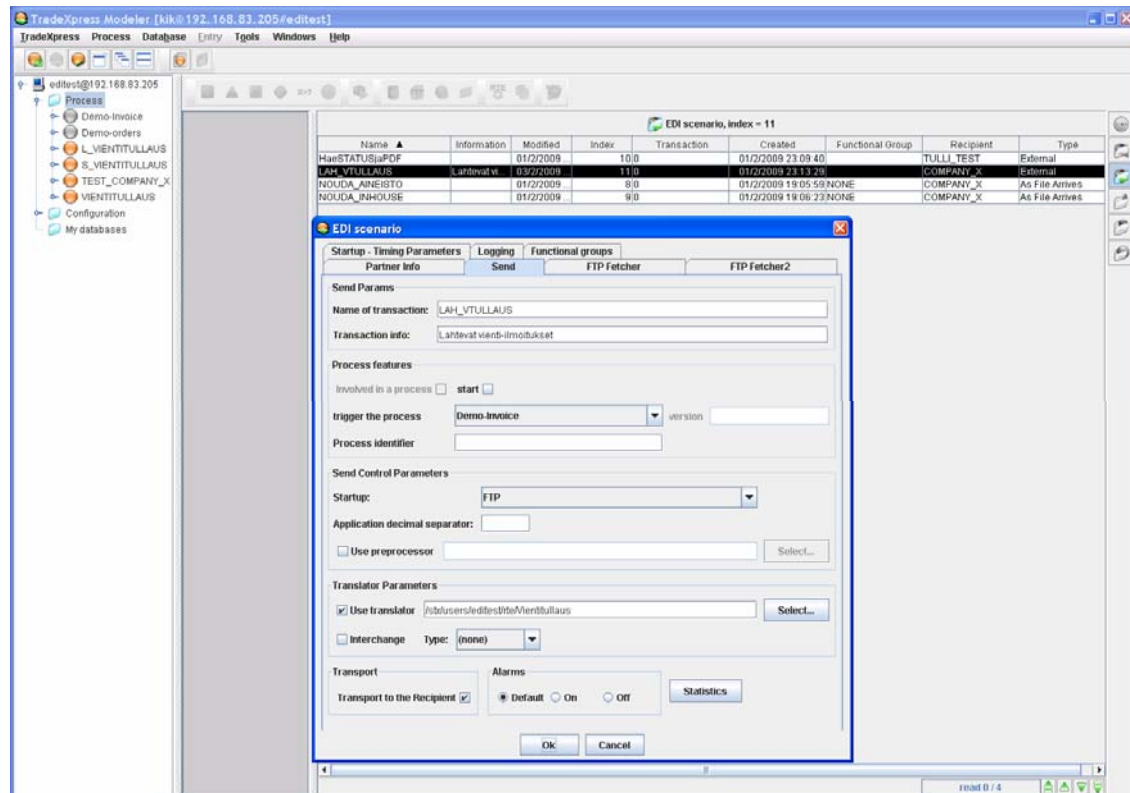 TradeXpress Modeler [kik@192.168.83.205#editest]
TradeXpress Process Database Entry Tools Windows Help
editest@192.168.83.205
Process
Demo-Invoice
Demo-orders
L_VIENTITULLAUS
S_VIENTITULLAUS
TEST_COMPANY_X
VIENTITULLAUS
Configuration
My databases
EDI scenario, index = 11
Name ▲ Information Modified Index Transaction Created Functional Group Recipient Type
HaeSTATUSjaPDF 01/2/2009 ... 10 0 01/2/2009 23:09:40 TULLI_TEST External
LAH_VTULLAUS Lahtevat vi... 03/2/2009 ... 11 0 01/2/2009 23:13:29 COMPANY_X External
NOUDA_AINEISTO 01/2/2009 ... 8 0 01/2/2009 19:05:59 NONE COMPANY_X As File Arrives
NOUDA_INHOUSE 01/2/2009 ... 9 0 01/2/2009 19:06:23 NONE COMPANY_X As File Arrives
EDI scenario
Startup - Timing Parameters Logging Functional groups
Partner Info Send FTP Fetcher FTP Fetcher2
Send Params
Name of transaction: LAH_VTULLAUS
Transaction info: Lahtevat vienti-ilmoitukset
Process features
Involved in a process start
trigger the process Demo-Invoice version
Process identifier
Send Control Parameters
Startup: FTP
Application decimal separator:
Use preprocessor Select...
Translator Parameters
Use translator /stx/users/editest/rte/Vientitullaus Select...
Interchange Type: (none)
Transport Alarms
Transport to the Recipient Default On Off Statistics
Ok Cancel
read 0 / 4